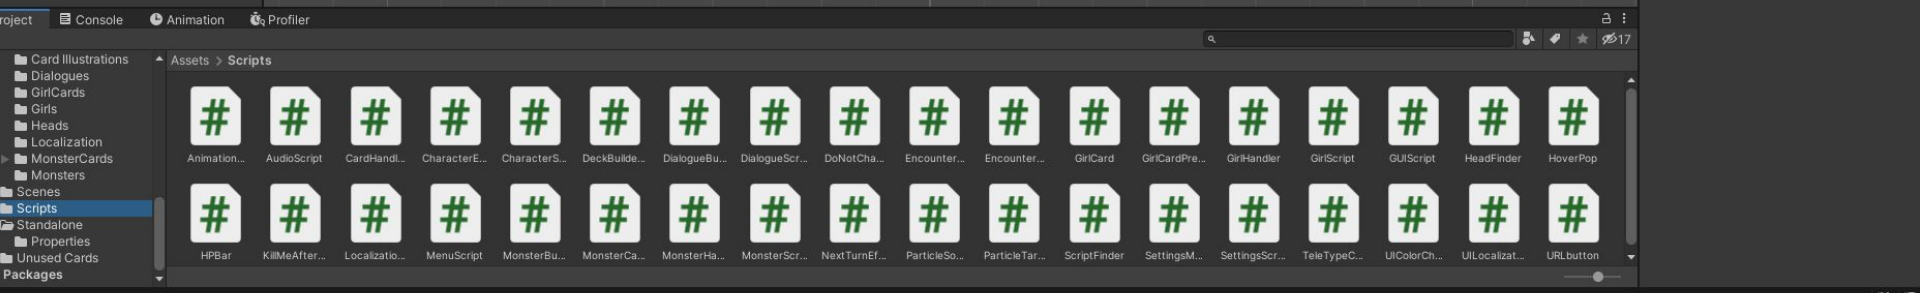 roject Console Animation Profiler
17
Card Illustrations
Dialogues
GirlCards
Girls
Heads
Localization
MonsterCards
Monsters
Scenes
Scripts
Standalone
Properties
Unused Cards
Packages
Assets > Scripts
# # # # # # # # # # # # # # # # # #
Animation... AudioScript CardHandl... CharacterE... CharacterS... DeckBuilde... DialogueBu... DialogueScr... DoNotCha... Encounter... Encounter... GirlCard GirlCardPre... GirlHandler GirlScript GUIScript HeadFinder HoverPop
# # # # # # # # # # # # # # # # # #
HPBar KillMeAfter... Localizatio... MenuScript MonsterBu... MonsterCa... MonsterHa... MonsterScr... NextTurnEf... ParticleSo... ParticleTar... ScriptFinder SettingsM... SettingsScr... TeleTypeC... UIColorCh... UILocalizat... URLbutton